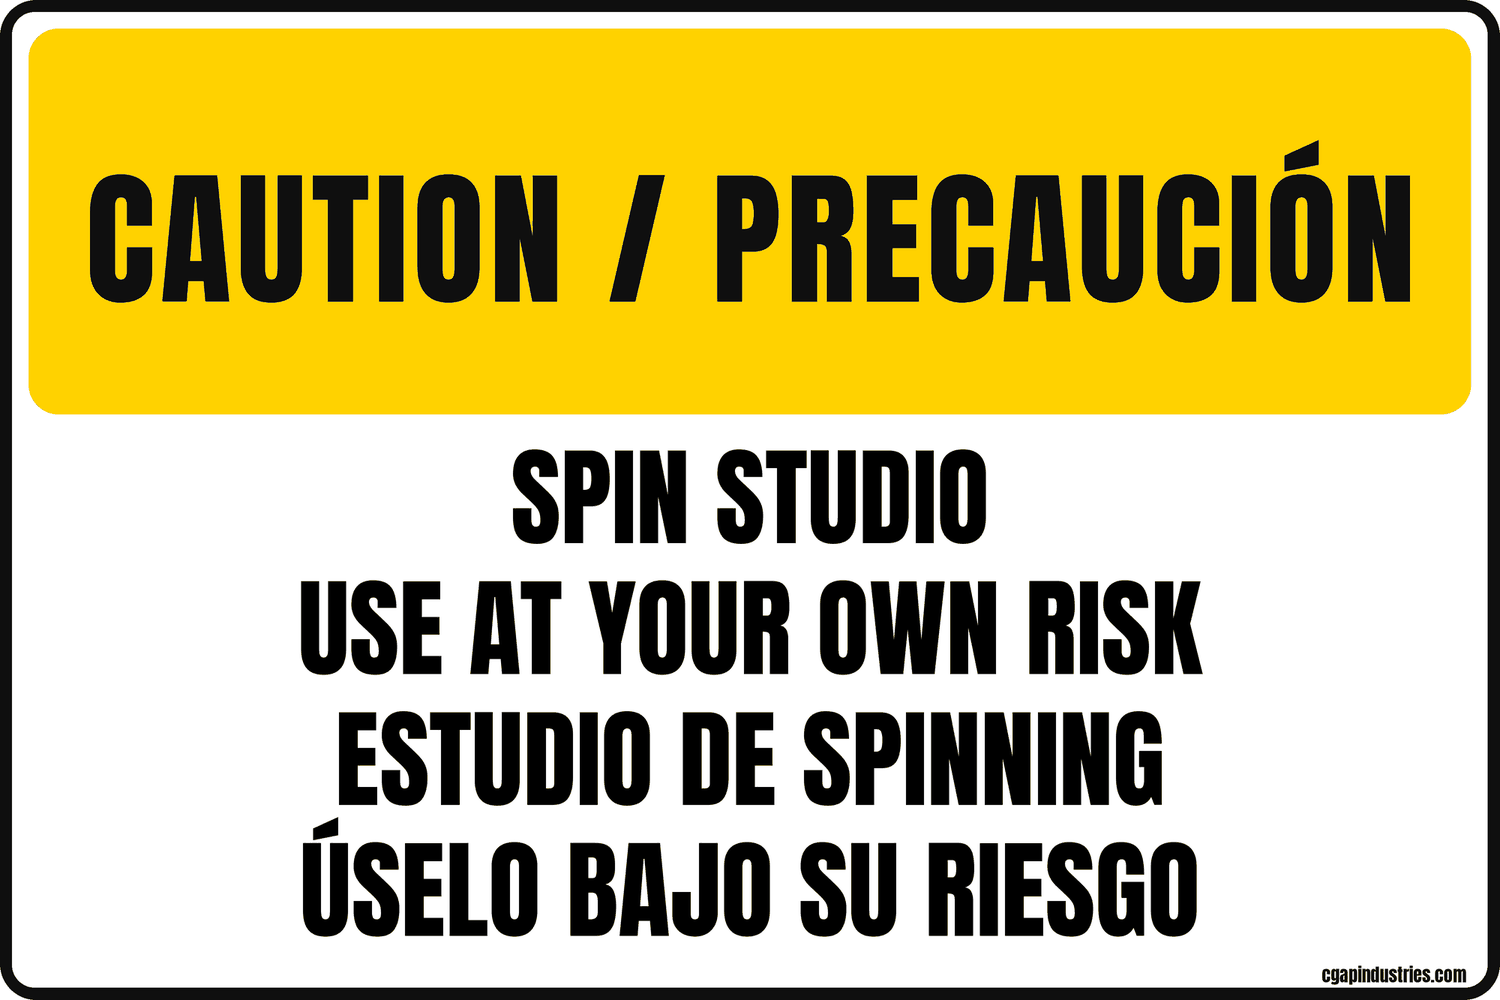 CAUTION / PRECAUCIÓN
SPIN STUDIO
USE AT YOUR OWN RISK
ESTUDIO DE SPINNING
ÚSELO BAJO SU RIESGO
cgapindustries.com